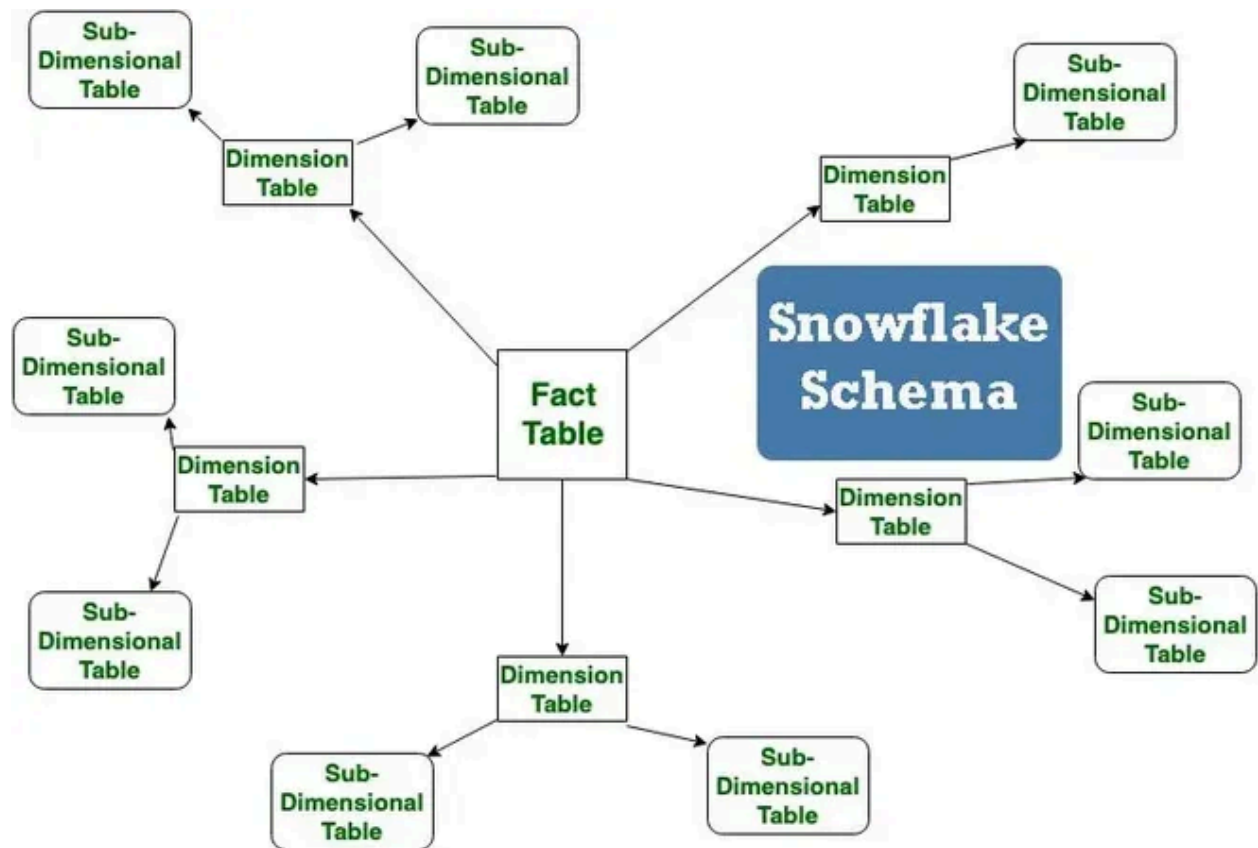 Sub-
Dimensional
Table
Sub-
Dimensional
Table
Sub-
Dimensional
Table
Dimension
Table
Dimension
Table
Snowflake
Schema
Sub-
Dimensional
Table
Fact
Table
Sub-
Dimensional
Table
Dimension
Table
Dimension
Table
Sub-
Dimensional
Table
Sub-
Dimensional
Table
Dimension
Table
Sub-
Dimensional
Table
Sub-
Dimensional
Table